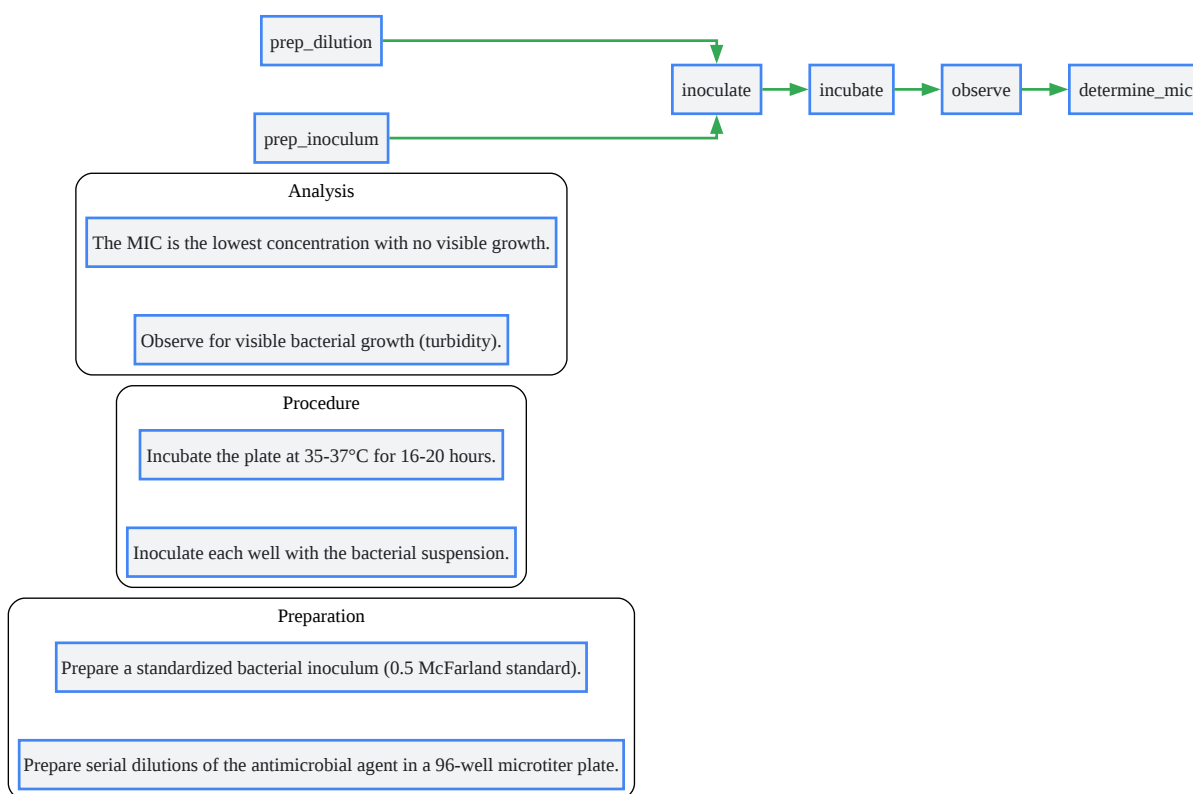 prep_dilution
inoculate
incubate
observe
determine_mic
prep_inoculum
Analysis
The MIC is the lowest concentration with no visible growth.
Observe for visible bacterial growth (turbidity).
Procedure
Incubate the plate at 35-37°C for 16-20 hours.
Inoculate each well with the bacterial suspension.
Preparation
Prepare a standardized bacterial inoculum (0.5 McFarland standard).
Prepare serial dilutions of the antimicrobial agent in a 96-well microtiter plate.